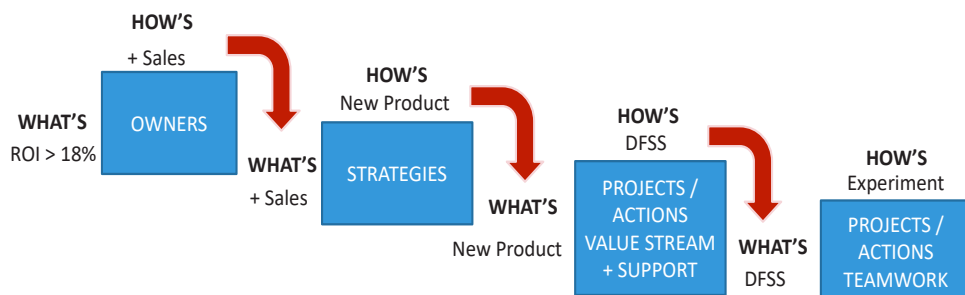 HOW'S
+ Sales
WHAT'S
ROI > 18%
OWNERS
HOW'S
New Product
WHAT'S
+ Sales
STRATEGIES
HOW'S
DFSS
WHAT'S
New Product
PROJECTS /
ACTIONS
VALUE STREAM
+ SUPPORT
HOW'S
Experiment
WHAT'S
DFSS
PROJECTS /
ACTIONS
TEAMWORK